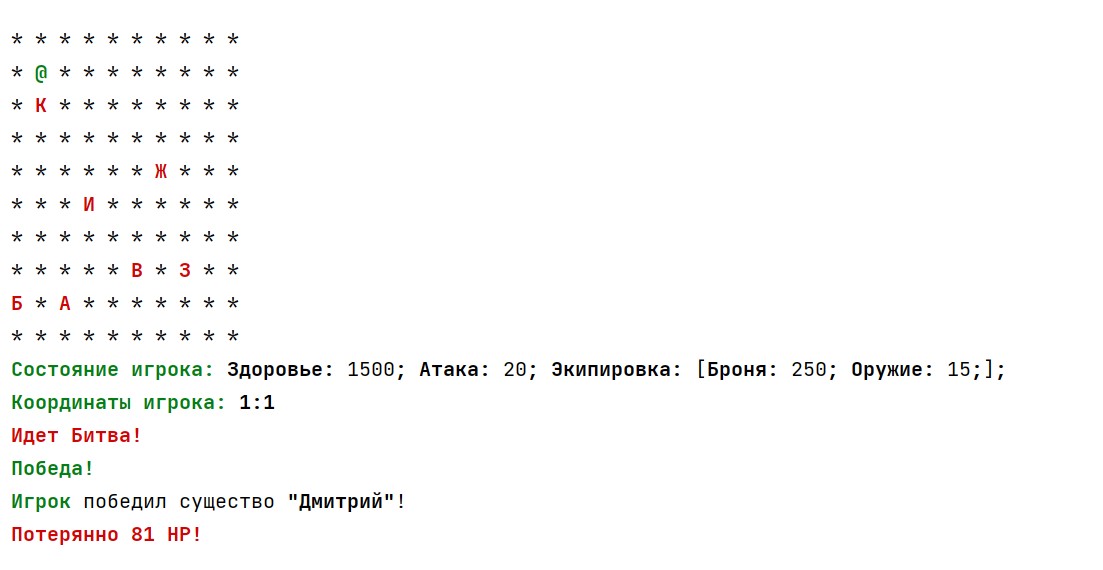 * * * * * * * * * *
* @ * * * * * * * *
* К * * * * * * * *
* * * * * * * * * *
* * * * * * Ж * * *
* * * И * * * * * *
* * * * * * * * * *
* * * * * В * З * *
Б * А * * * * * * *
* * * * * * * * * *
Состояние игрока: Здоровье: 1500; Атака: 20; Экипировка: [Броня: 250; Оружие: 15;];
Координаты игрока: 1:1
Идет Битва!
Победа!
Игрок победил существо "Дмитрий"!
Потерянно 81 HP!